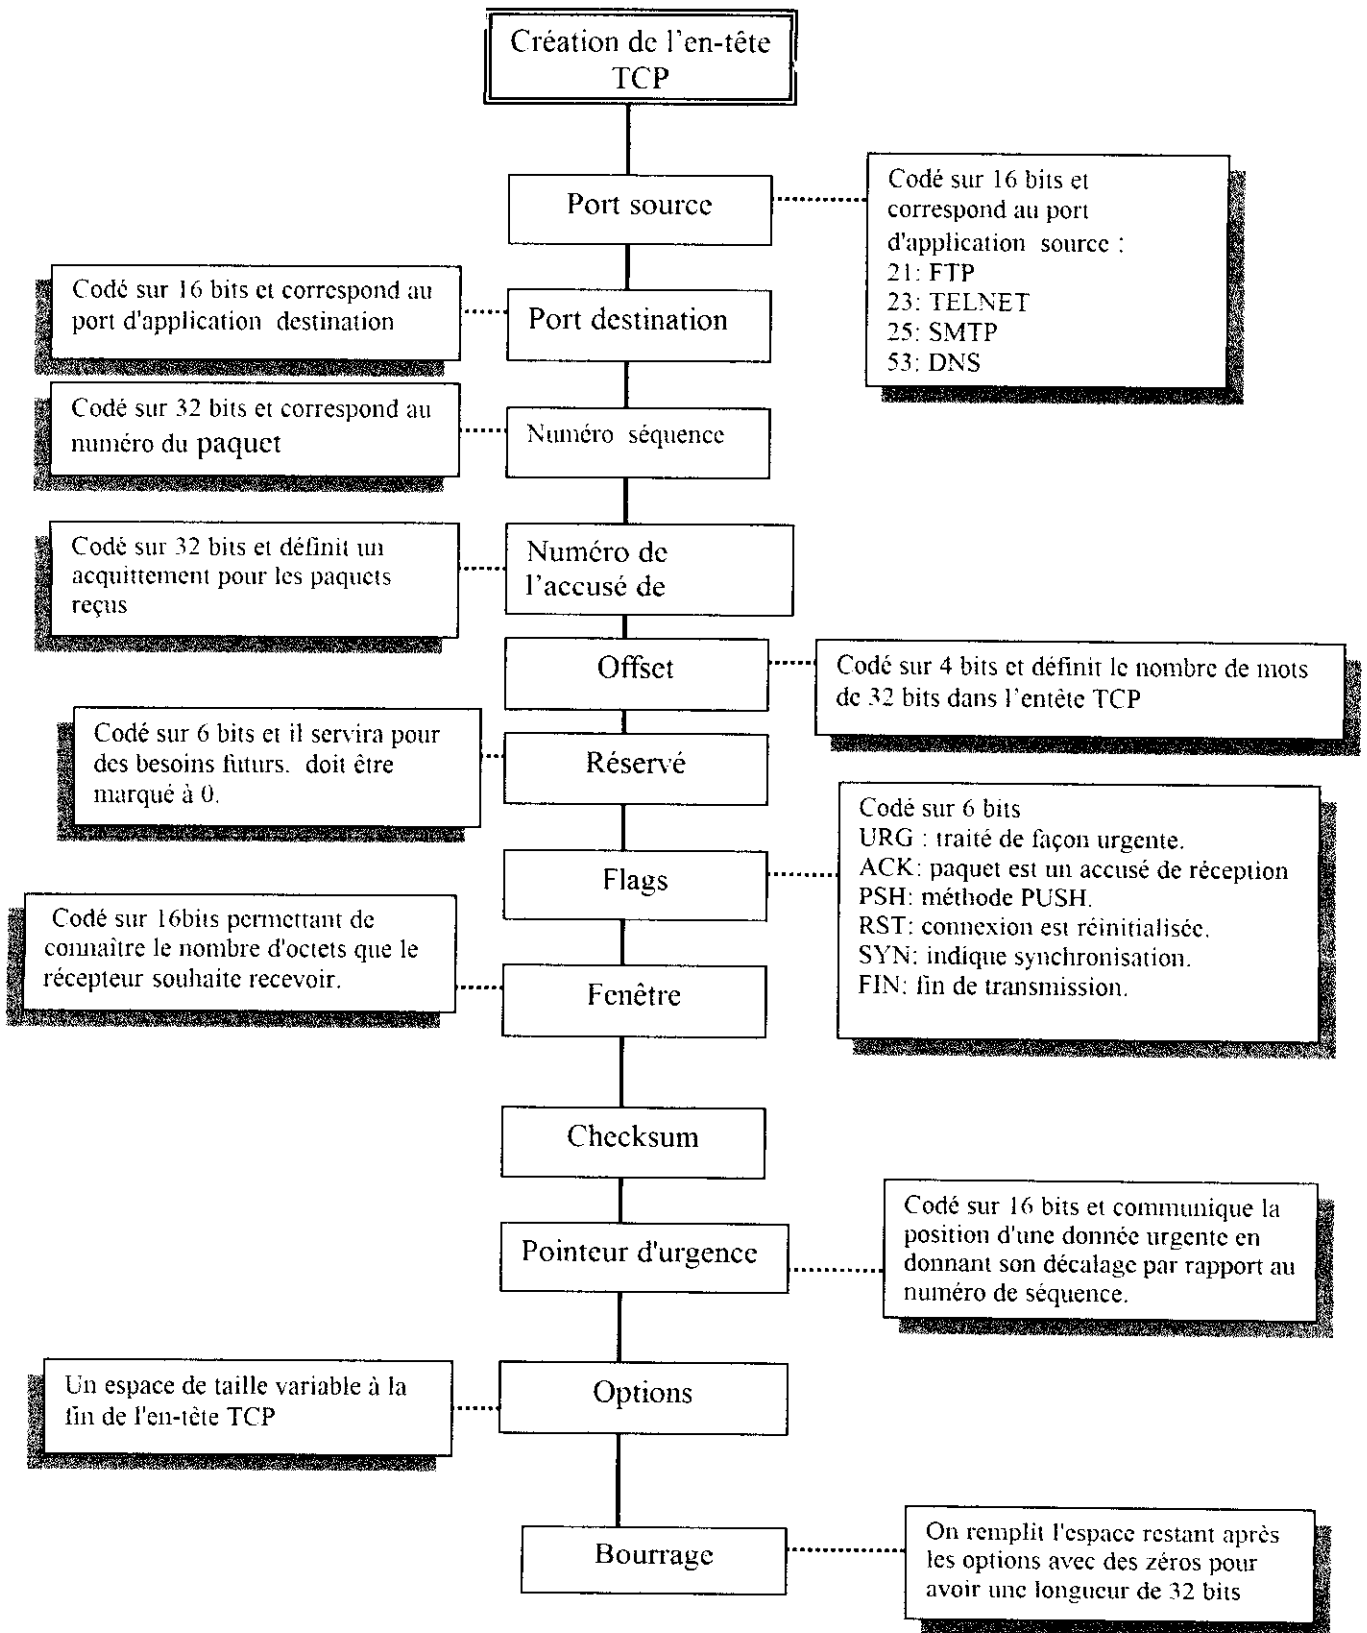 Création de l'en-tête
TCP
Port source
Codé sur 16 bits et
correspond au port
d'application source :
21: FTP
23: TELNET
25: SMTP
53: DNS
Codé sur 16 bits et correspond au
port d'application destination
Port destination
Codé sur 32 bits et correspond au
numéro du paquet
Numéro séquence
Codé sur 32 bits et définit un
acquittement pour les paquets
reçus
Numéro de
l'accusé de
Offset
Codé sur 4 bits et définit le nombre de mots
de 32 bits dans l'entête TCP
Codé sur 6 bits et il servira pour
des besoins futurs. doit être
marqué à 0.
Réservé
Flags
Codé sur 6 bits
URG : traité de façon urgente.
ACK: paquet est un accusé de réception
PSH: méthode PUSH.
RST: connexion est réinitialisée.
SYN: indique synchronisation.
FIN: fin de transmission.
Codé sur 16bits permettant de
connaître le nombre d'octets que le
récepteur souhaite recevoir.
Fenêtre
Checksum
Pointeur d'urgence
Codé sur 16 bits et communique la
position d'une donnée urgente en
donnant son décalage par rapport au
numéro de séquence.
Un espace de taille variable à la
fin de l'en-tête TCP
Options
Bourrage
On remplit l'espace restant après
les options avec des zéros pour
avoir une longueur de 32 bits